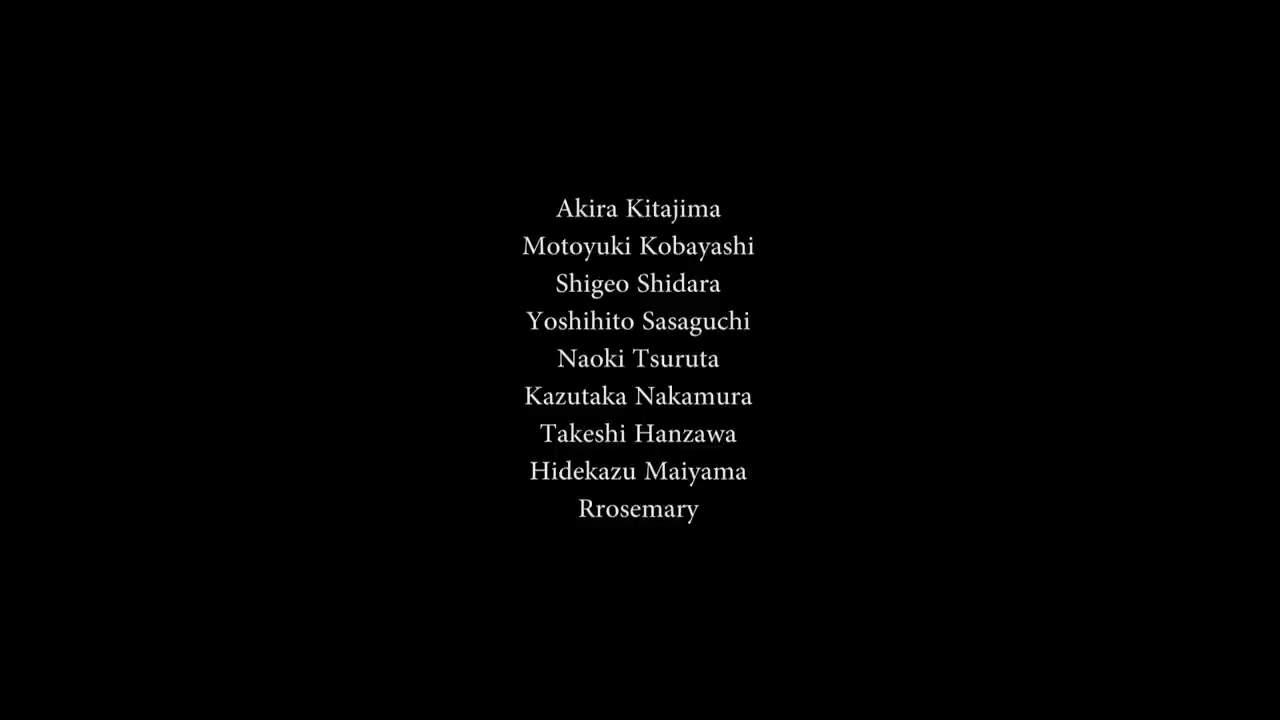 Akira Kitajima
Motoyuki Kobayashi
Shigeo Shidara
Yoshihito Sasaguchi
Naoki Tsuruta
Kazutaka Nakamura
Takeshi Hanzawa
Hidekazu Maiyama
Rrosemary